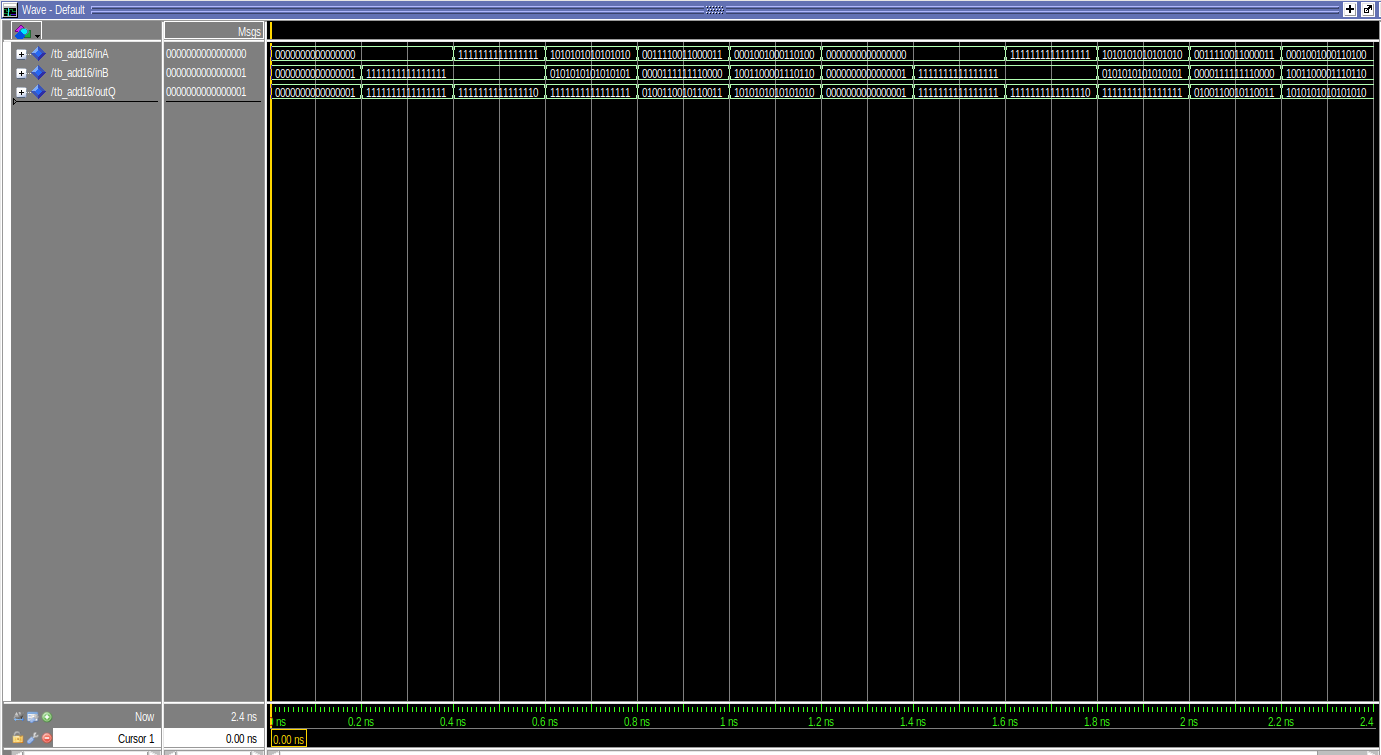 Wave - Default
Msgs
/tb_add16/inA 0000000000000000 0000000000000000 1111111111111111 1010101010101010 0011110011000011 0001001000110100 0000000000000000 1111111111111111 1010101010101010 0011110011000011 0001001000110100
/tb_add16/inB 0000000000000001 0000000000000001 1111111111111111 0101010101010101 0000111111110000 1001100001110110 0000000000000001 1111111111111111 0101010101010101 0000111111110000 1001100001110110
/tb_add16/outQ 0000000000000001 0000000000000001 1111111111111111 1111111111111110 1111111111111111 0100110010110011 1010101010101010 0000000000000001 1111111111111111 1111111111111110 1111111111111111 0100110010110011 1010101010101010
Now 2.4 ns ns 0.2 ns 0.4 ns 0.6 ns 0.8 ns 1 ns 1.2 ns 1.4 ns 1.6 ns 1.8 ns 2 ns 2.2 ns 2.4
Cursor 1 0.00 ns 0.00 ns